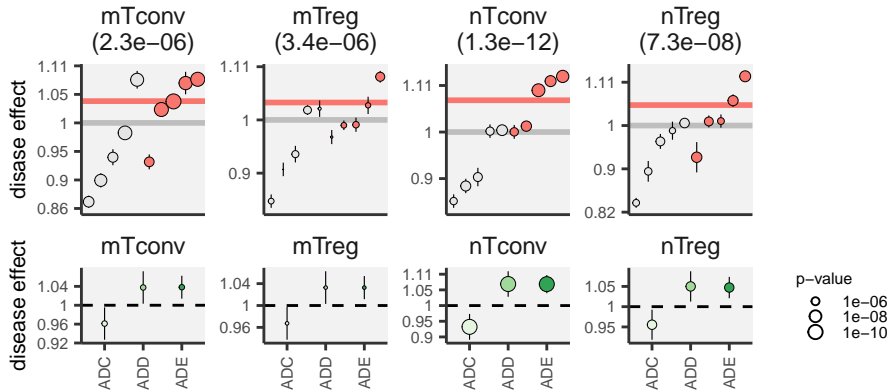 mTconv
(2.3e−06)
mTreg
(3.4e−06)
nTconv
(1.3e−12)
nTreg
(7.3e−08)
disase effect
1.11
1.05
1
0.95
0.9
0.86
1.11
1
0.9
1.11
1
0.9
1.11
1
0.9
0.82
mTconv
mTreg
nTconv
nTreg
disease effect
1.04
1
0.96
0.92
1.04
1
0.96
1.11
1.05
1
0.95
0.9
1.05
1
0.95
ADC
ADD
ADE
ADC
ADD
ADE
ADC
ADD
ADE
ADC
ADD
ADE
p−value
1e−06
1e−08
1e−10